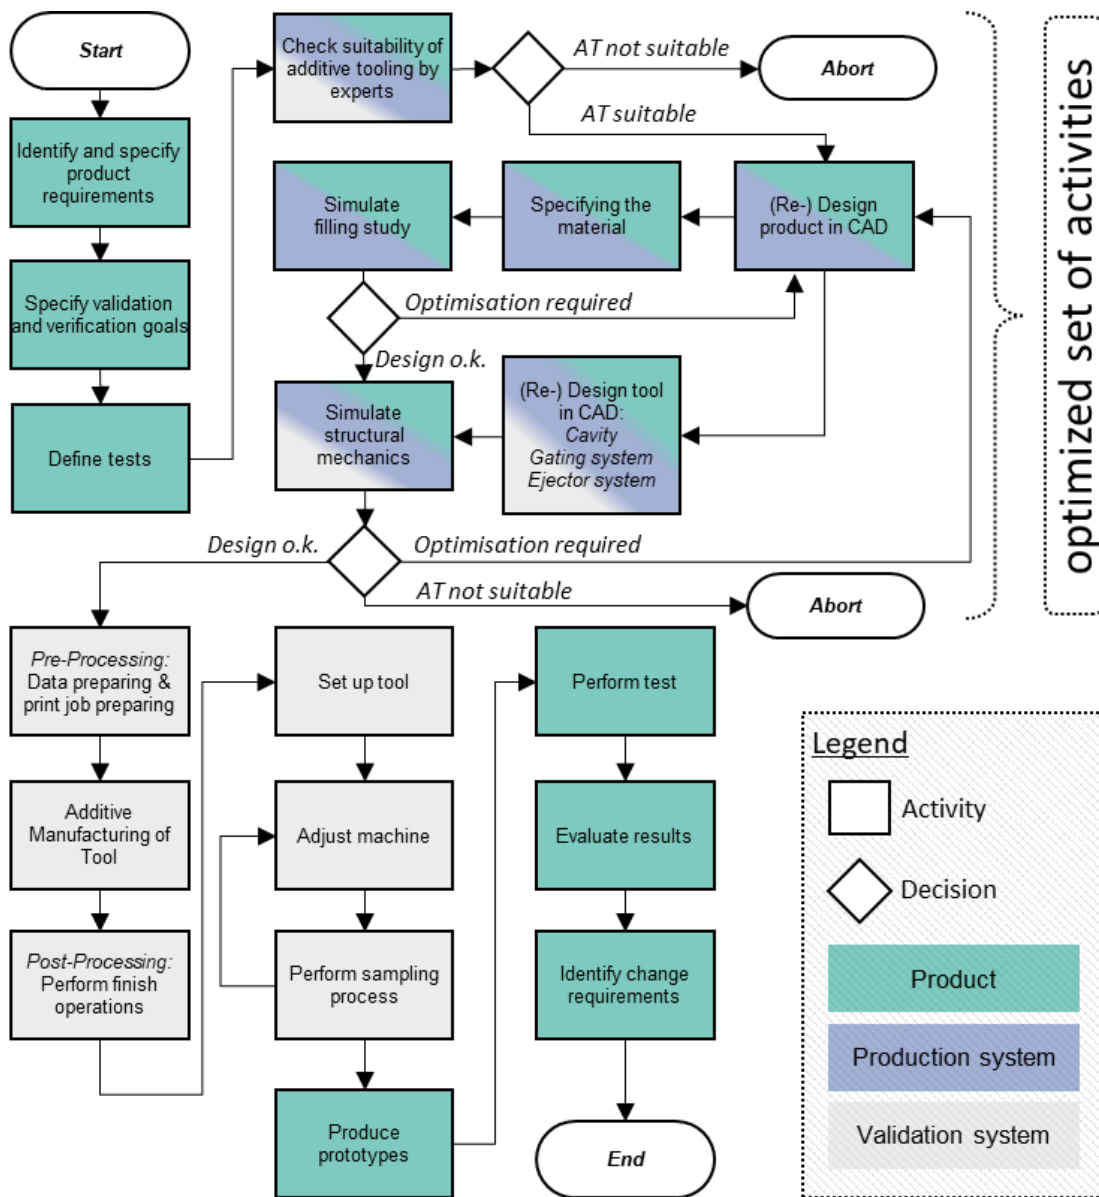 Start
Identify and specify
product
requirements
Specify validation
and verification goals
Define tests
Check suitability of
additive tooling by
experts
AT not suitable
Abort
AT suitable
(Re-) Design
product in CAD
Specifying the
material
Simulate
filling study
Optimisation required
Design o.k.
(Re-) Design tool
in CAD:
Cavity
Gating system
Ejector system
Simulate
structural
mechanics
Design o.k.
Optimisation required
AT not suitable
Abort
optimized set of activities
Pre-Processing:
Data preparing &
print job preparing
Additive
Manufacturing of
Tool
Post-Processing:
Perform finish
operations
Set up tool
Adjust machine
Perform sampling
process
Produce
prototypes
Perform test
Evaluate results
Identify change
requirements
End
Legend
Activity
Decision
Product
Production system
Validation system